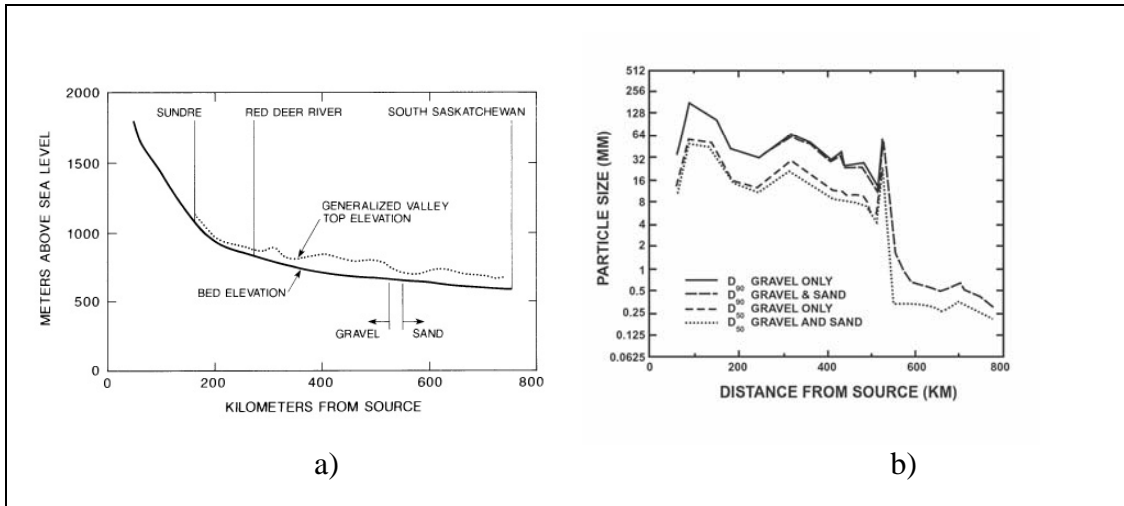 2000
1500
1000
500
0
METERS ABOVE SEA LEVEL
SUNDRE
RED DEER RIVER
SOUTH SASKATCHEWAN
GENERALIZED VALLEY
TOP ELEVATION
BED ELEVATION
GRAVEL
SAND
0 200 400 600 800
KILOMETERS FROM SOURCE
a)
512
256
128
64
32
16
8
4
2
1
0.5
0.25
0.125
0.0625
PARTICLE SIZE (MM)
D90 GRAVEL ONLY
D90 GRAVEL & SAND
D50 GRAVEL ONLY
D50 GRAVEL AND SAND
0 200 400 600 800
DISTANCE FROM SOURCE (KM)
b)